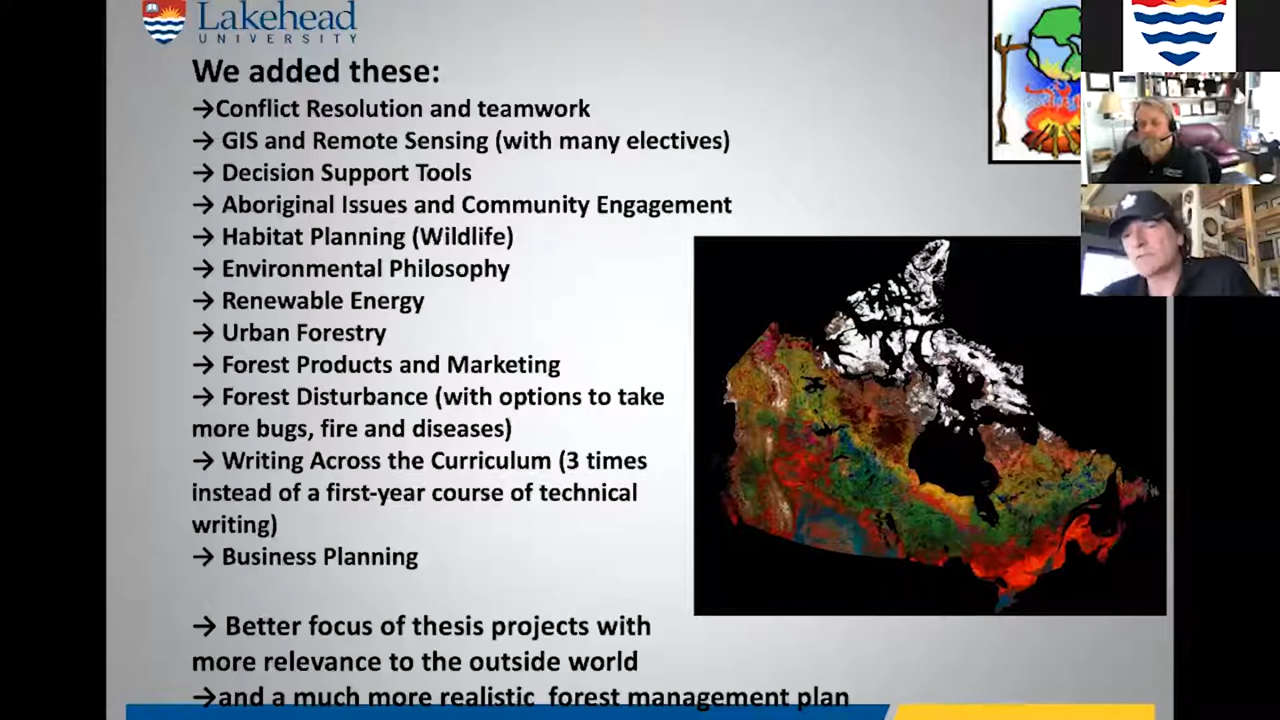 Lakehead
UNIVERSITY
We added these:
→Conflict Resolution and teamwork
→ GIS and Remote Sensing (with many electives)
→ Decision Support Tools
→ Aboriginal Issues and Community Engagement
→ Habitat Planning (Wildlife)
→ Environmental Philosophy
→ Renewable Energy
→ Urban Forestry
→ Forest Products and Marketing
→ Forest Disturbance (with options to take
more bugs, fire and diseases)
→ Writing Across the Curriculum (3 times
instead of a first-year course of technical
writing)
→ Business Planning
→ Better focus of thesis projects with
more relevance to the outside world
→and a much more realistic forest management plan